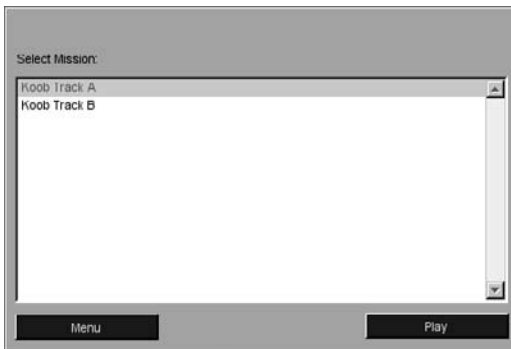 Select Mission:
Koob Track A
Koob Track B
Menu
Play